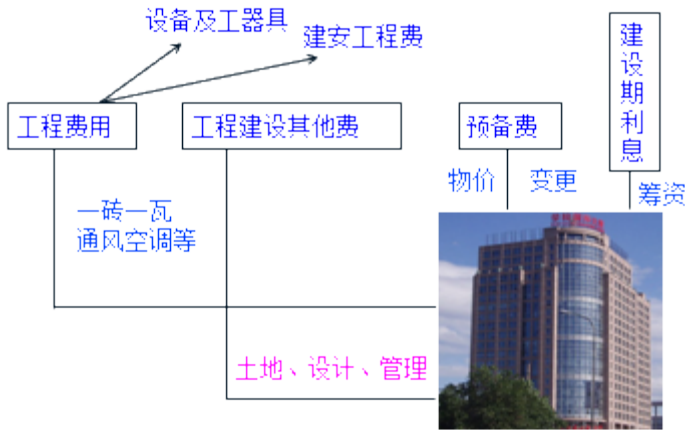 设备及工器具
建安工程费
建设期利息
工程费用
工程建设其他费
预备费
物价
变更
筹资
一砖一瓦
通风空调等
土地、设计、管理